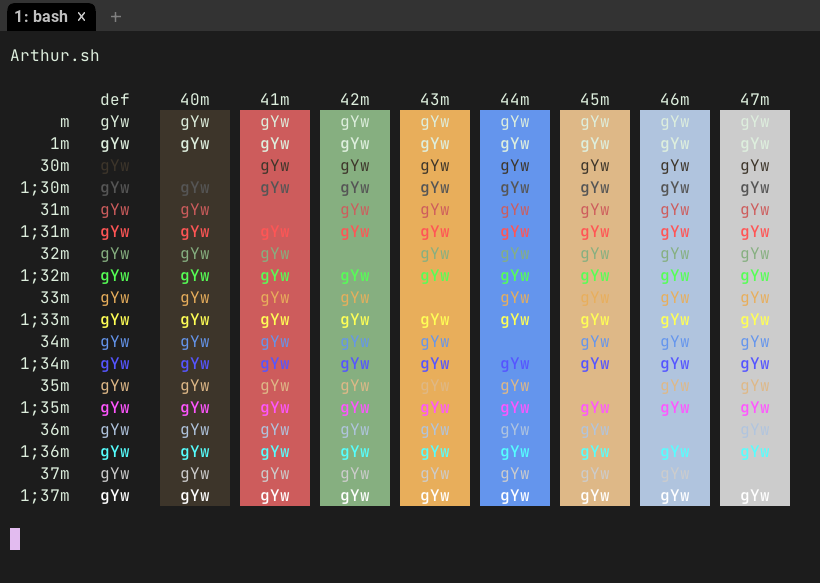 1: bash × +
Arthur.sh
def 40m 41m 42m 43m 44m 45m 46m 47m
m gYw gYw gYw gYw gYw gYw gYw gYw gYw
1m gYw gYw gYw gYw gYw gYw gYw gYw gYw
30m gYw gYw gYw gYw gYw gYw gYw gYw
1;30m gYw gYw gYw gYw gYw gYw gYw gYw gYw
31m gYw gYw gYw gYw gYw gYw gYw gYw
1;31m gYw gYw gYw gYw gYw gYw gYw gYw gYw
32m gYw gYw gYw gYw gYw gYw gYw gYw
1;32m gYw gYw gYw gYw gYw gYw gYw gYw gYw
33m gYw gYw gYw gYw gYw gYw gYw gYw
1;33m gYw gYw gYw gYw gYw gYw gYw gYw gYw
34m gYw gYw gYw gYw gYw gYw gYw gYw
1;34m gYw gYw gYw gYw gYw gYw gYw gYw gYw
35m gYw gYw gYw gYw gYw gYw gYw gYw
1;35m gYw gYw gYw gYw gYw gYw gYw gYw gYw
36m gYw gYw gYw gYw gYw gYw gYw gYw
1;36m gYw gYw gYw gYw gYw gYw gYw gYw gYw
37m gYw gYw gYw gYw gYw gYw gYw gYw
1;37m gYw gYw gYw gYw gYw gYw gYw gYw gYw